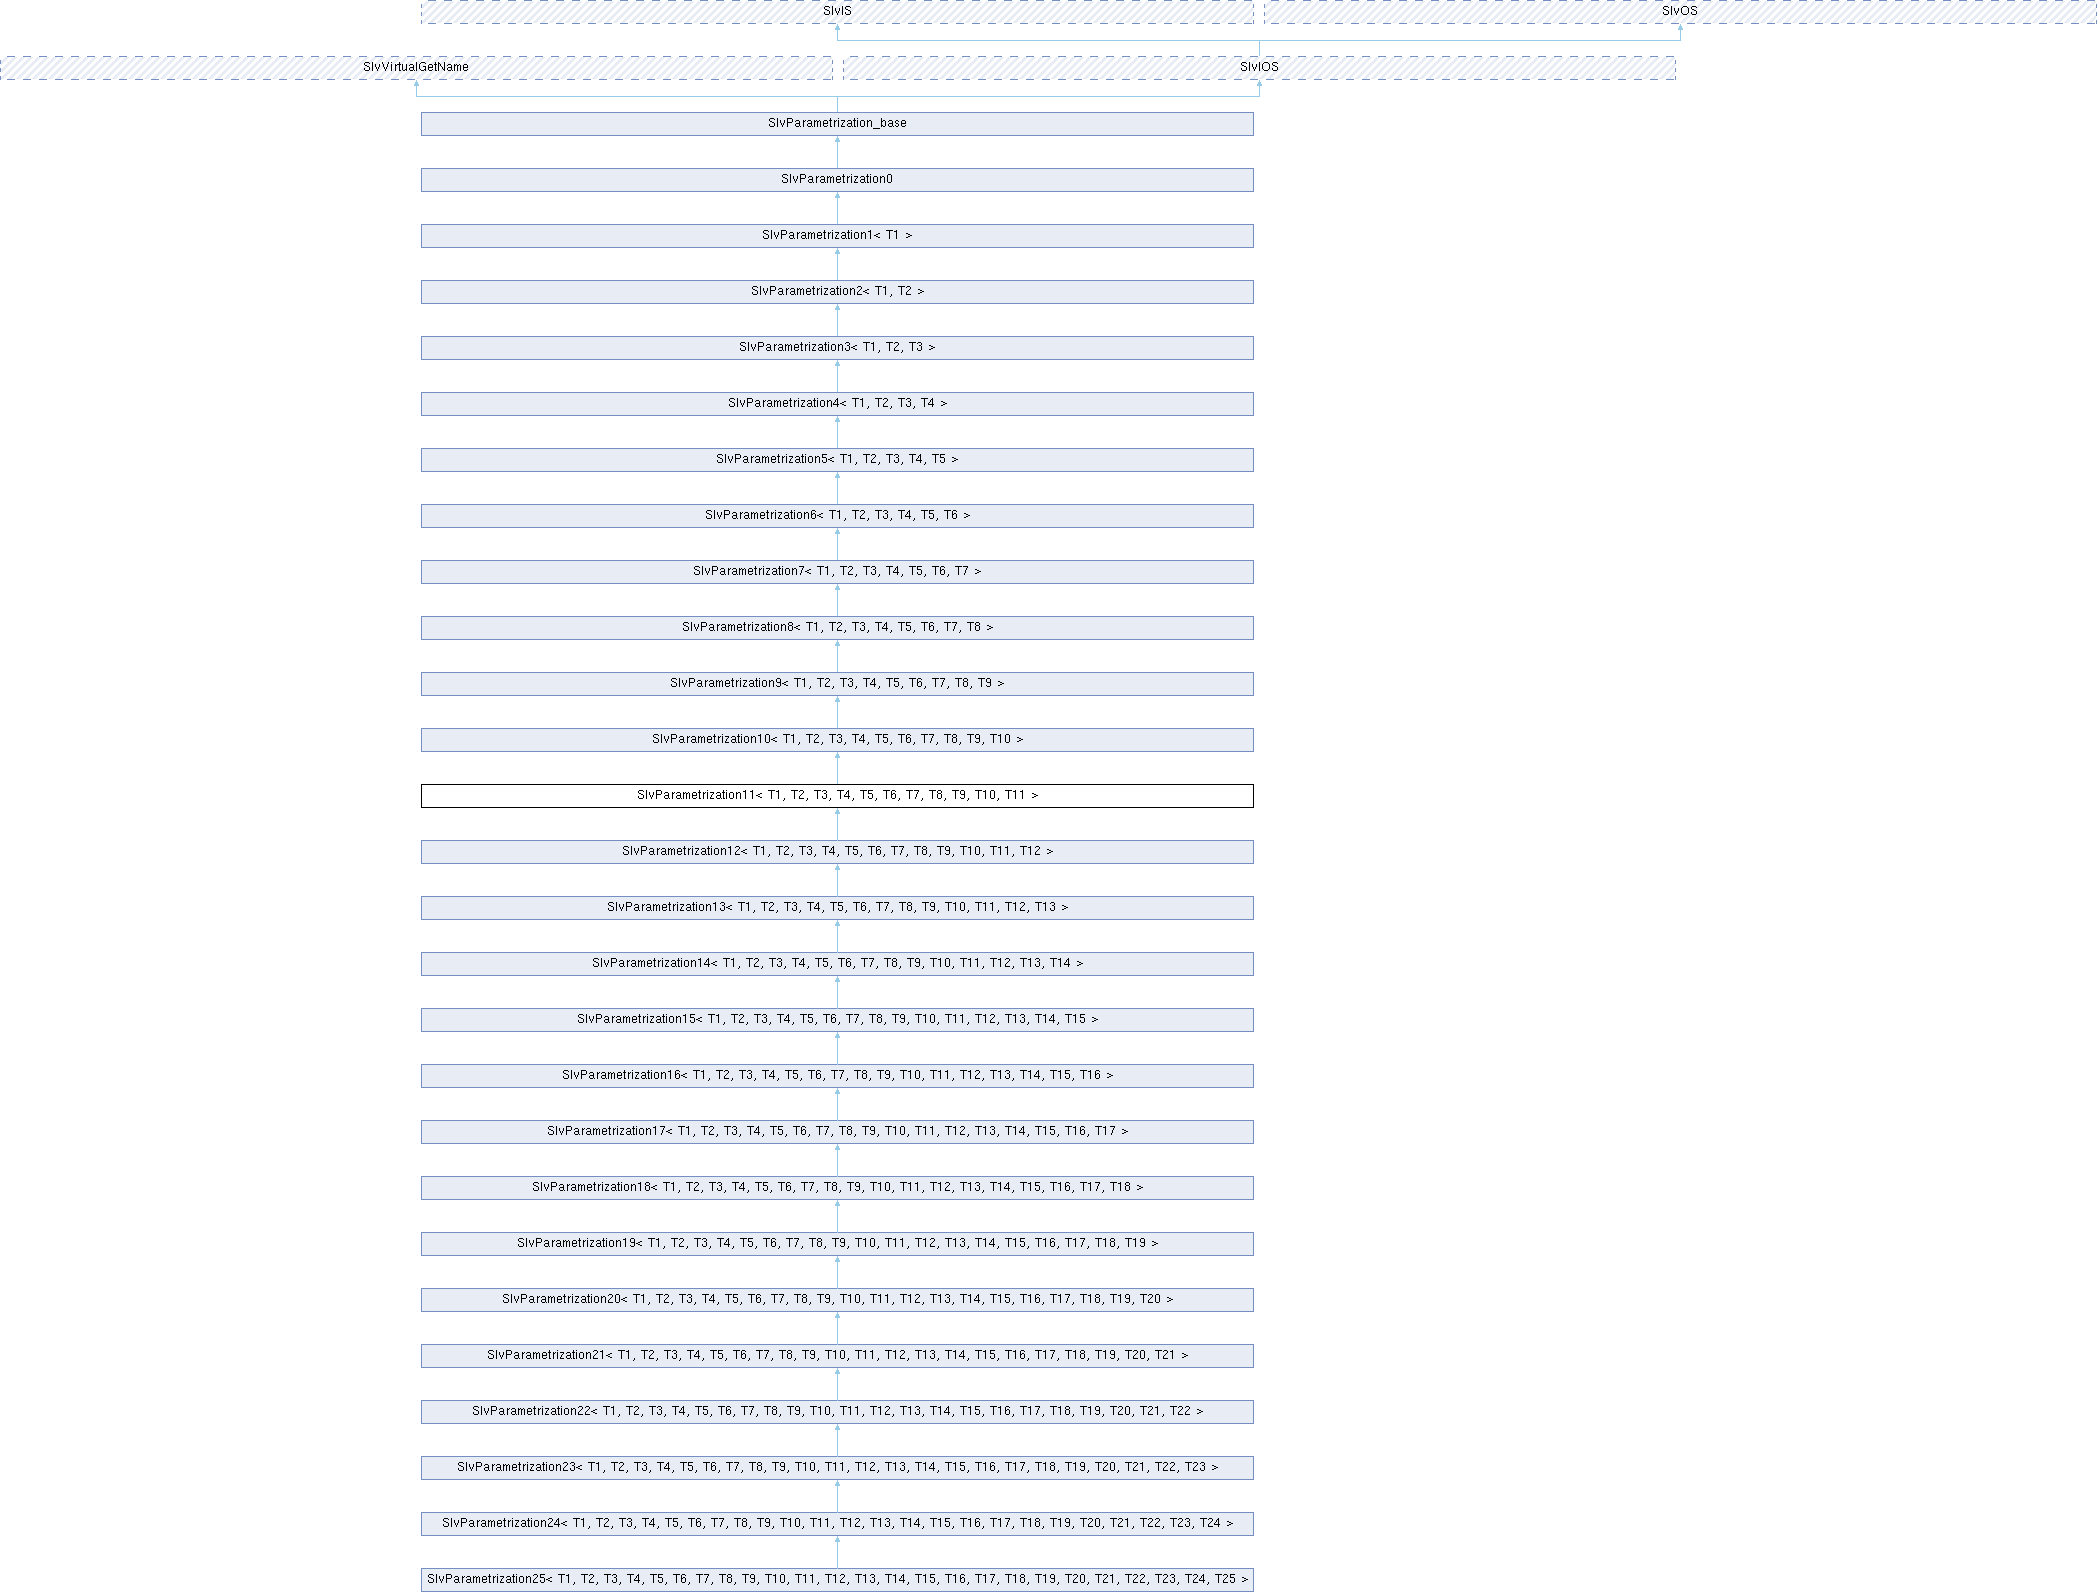 SlvIS
SlvOS
SlvVirtualGetName
SlvIOS
SlvParametrization_base
SlvParametrization0
SlvParametrization1< T1 >
SlvParametrization2< T1, T2 >
SlvParametrization3< T1, T2, T3 >
SlvParametrization4< T1, T2, T3, T4 >
SlvParametrization5< T1, T2, T3, T4, T5 >
SlvParametrization6< T1, T2, T3, T4, T5, T6 >
SlvParametrization7< T1, T2, T3, T4, T5, T6, T7 >
SlvParametrization8< T1, T2, T3, T4, T5, T6, T7, T8 >
SlvParametrization9< T1, T2, T3, T4, T5, T6, T7, T8, T9 >
SlvParametrization10< T1, T2, T3, T4, T5, T6, T7, T8, T9, T10 >
SlvParametrization11< T1, T2, T3, T4, T5, T6, T7, T8, T9, T10, T11 >
SlvParametrization12< T1, T2, T3, T4, T5, T6, T7, T8, T9, T10, T11, T12 >
SlvParametrization13< T1, T2, T3, T4, T5, T6, T7, T8, T9, T10, T11, T12, T13 >
SlvParametrization14< T1, T2, T3, T4, T5, T6, T7, T8, T9, T10, T11, T12, T13, T14 >
SlvParametrization15< T1, T2, T3, T4, T5, T6, T7, T8, T9, T10, T11, T12, T13, T14, T15 >
SlvParametrization16< T1, T2, T3, T4, T5, T6, T7, T8, T9, T10, T11, T12, T13, T14, T15, T16 >
SlvParametrization17< T1, T2, T3, T4, T5, T6, T7, T8, T9, T10, T11, T12, T13, T14, T15, T16, T17 >
SlvParametrization18< T1, T2, T3, T4, T5, T6, T7, T8, T9, T10, T11, T12, T13, T14, T15, T16, T17, T18 >
SlvParametrization19< T1, T2, T3, T4, T5, T6, T7, T8, T9, T10, T11, T12, T13, T14, T15, T16, T17, T18, T19 >
SlvParametrization20< T1, T2, T3, T4, T5, T6, T7, T8, T9, T10, T11, T12, T13, T14, T15, T16, T17, T18, T19, T20 >
SlvParametrization21< T1, T2, T3, T4, T5, T6, T7, T8, T9, T10, T11, T12, T13, T14, T15, T16, T17, T18, T19, T20, T21 >
SlvParametrization22< T1, T2, T3, T4, T5, T6, T7, T8, T9, T10, T11, T12, T13, T14, T15, T16, T17, T18, T19, T20, T21, T22 >
SlvParametrization23< T1, T2, T3, T4, T5, T6, T7, T8, T9, T10, T11, T12, T13, T14, T15, T16, T17, T18, T19, T20, T21, T22, T23 >
SlvParametrization24< T1, T2, T3, T4, T5, T6, T7, T8, T9, T10, T11, T12, T13, T14, T15, T16, T17, T18, T19, T20, T21, T22, T23, T24 >
SlvParametrization25< T1, T2, T3, T4, T5, T6, T7, T8, T9, T10, T11, T12, T13, T14, T15, T16, T17, T18, T19, T20, T21, T22, T23, T24, T25 >